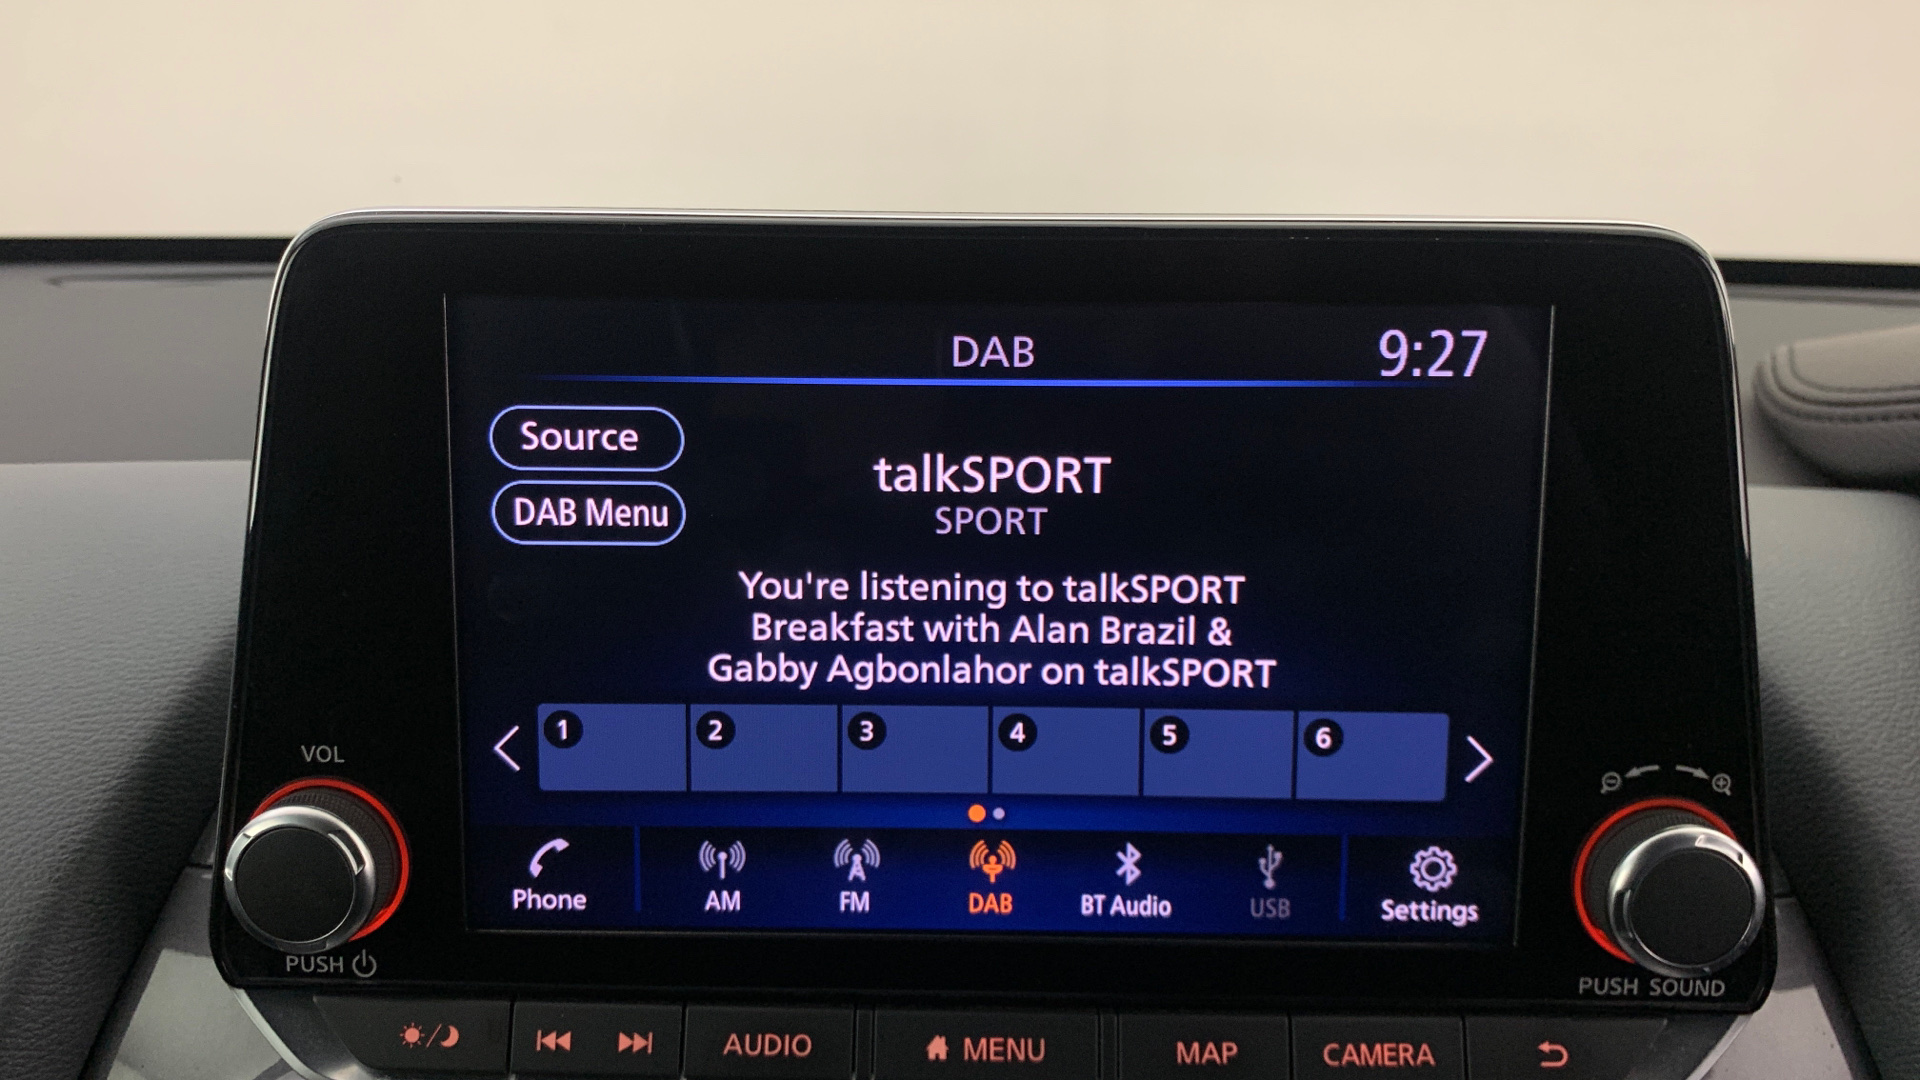 DAB
9:27
Source
DAB Menu
talkSPORT
SPORT
You're listening to talkSPORT
Breakfast with Alan Brazil &
Gabby Agbonlahor on talkSPORT
1 2 3 4 5 6
VOL
Phone AM FM DAB BT Audio USB Settings
PUSH
PUSH SOUND
AUDIO MENU MAP CAMERA